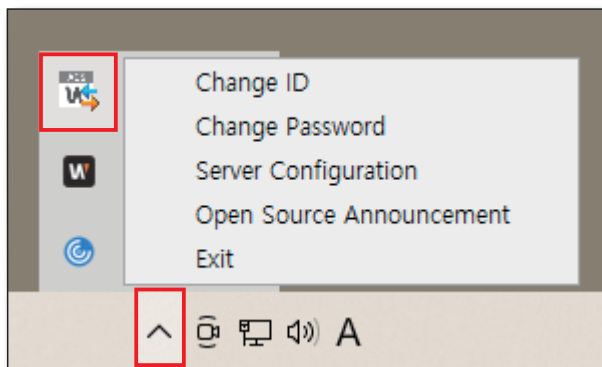 Change ID
Change Password
Server Configuration
Open Source Announcement
Exit
W
A